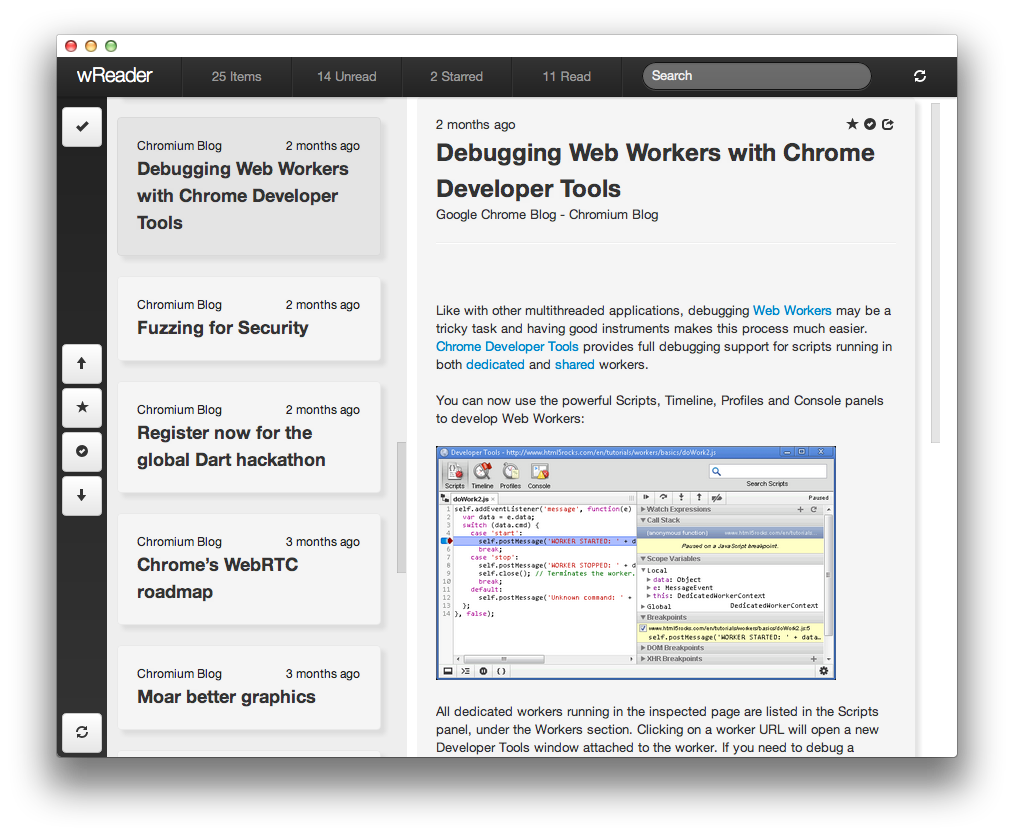 wReader
25 Items
14 Unread
2 Starred
11 Read
Search
Chromium Blog 2 months ago
Debugging Web Workers
with Chrome Developer
Tools
Chromium Blog 2 months ago
Fuzzing for Security
Chromium Blog 2 months ago
Register now for the
global Dart hackathon
Chromium Blog 3 months ago
Chrome’s WebRTC
roadmap
Chromium Blog 3 months ago
Moar better graphics
2 months ago
Debugging Web Workers with Chrome
Developer Tools
Google Chrome Blog - Chromium Blog
Like with other multithreaded applications, debugging Web Workers may be a
tricky task and having good instruments makes this process much easier.
Chrome Developer Tools provides full debugging support for scripts running in
both dedicated and shared workers.
You can now use the powerful Scripts, Timeline, Profiles and Console panels
to develop Web Workers:
Developer Tools - http://www.html5rocks.com/en/tutorials/workers/basics/doWork2.js
Scripts Timeline Profiles Console
Search Scripts
doWork2.js ×
Paused
1 self.addEventListener('message', function(e)
2 var data = e.data;
3 switch (data.cmd) {
4 case 'start':
5 self.postMessage('WORKER STARTED: ' + d
6 break;
7 case 'stop':
8 self.postMessage('WORKER STOPPED: ' + d
9 self.close(); // Terminates the worker.
10 break;
11 default:
12 self.postMessage('Unknown command: ' +
13 };
14 }, false);
Watch Expressions
Call Stack
(anonymous function) www.html5rocks.com/en/tutorials
Paused on a JavaScript breakpoint.
Scope Variables
Local
data: Object
e: MessageEvent
this: DedicatedWorkerContext
Global DedicatedWorkerContext
Breakpoints
www.html5rocks.com/en/tutorials/workers/basics/doWork2.js:5
self.postMessage('WORKER STARTED: ' + data…
DOM Breakpoints
XHR Breakpoints
All dedicated workers running in the inspected page are listed in the Scripts
panel, under the Workers section. Clicking on a worker URL will open a new
Developer Tools window attached to the worker. If you need to debug a